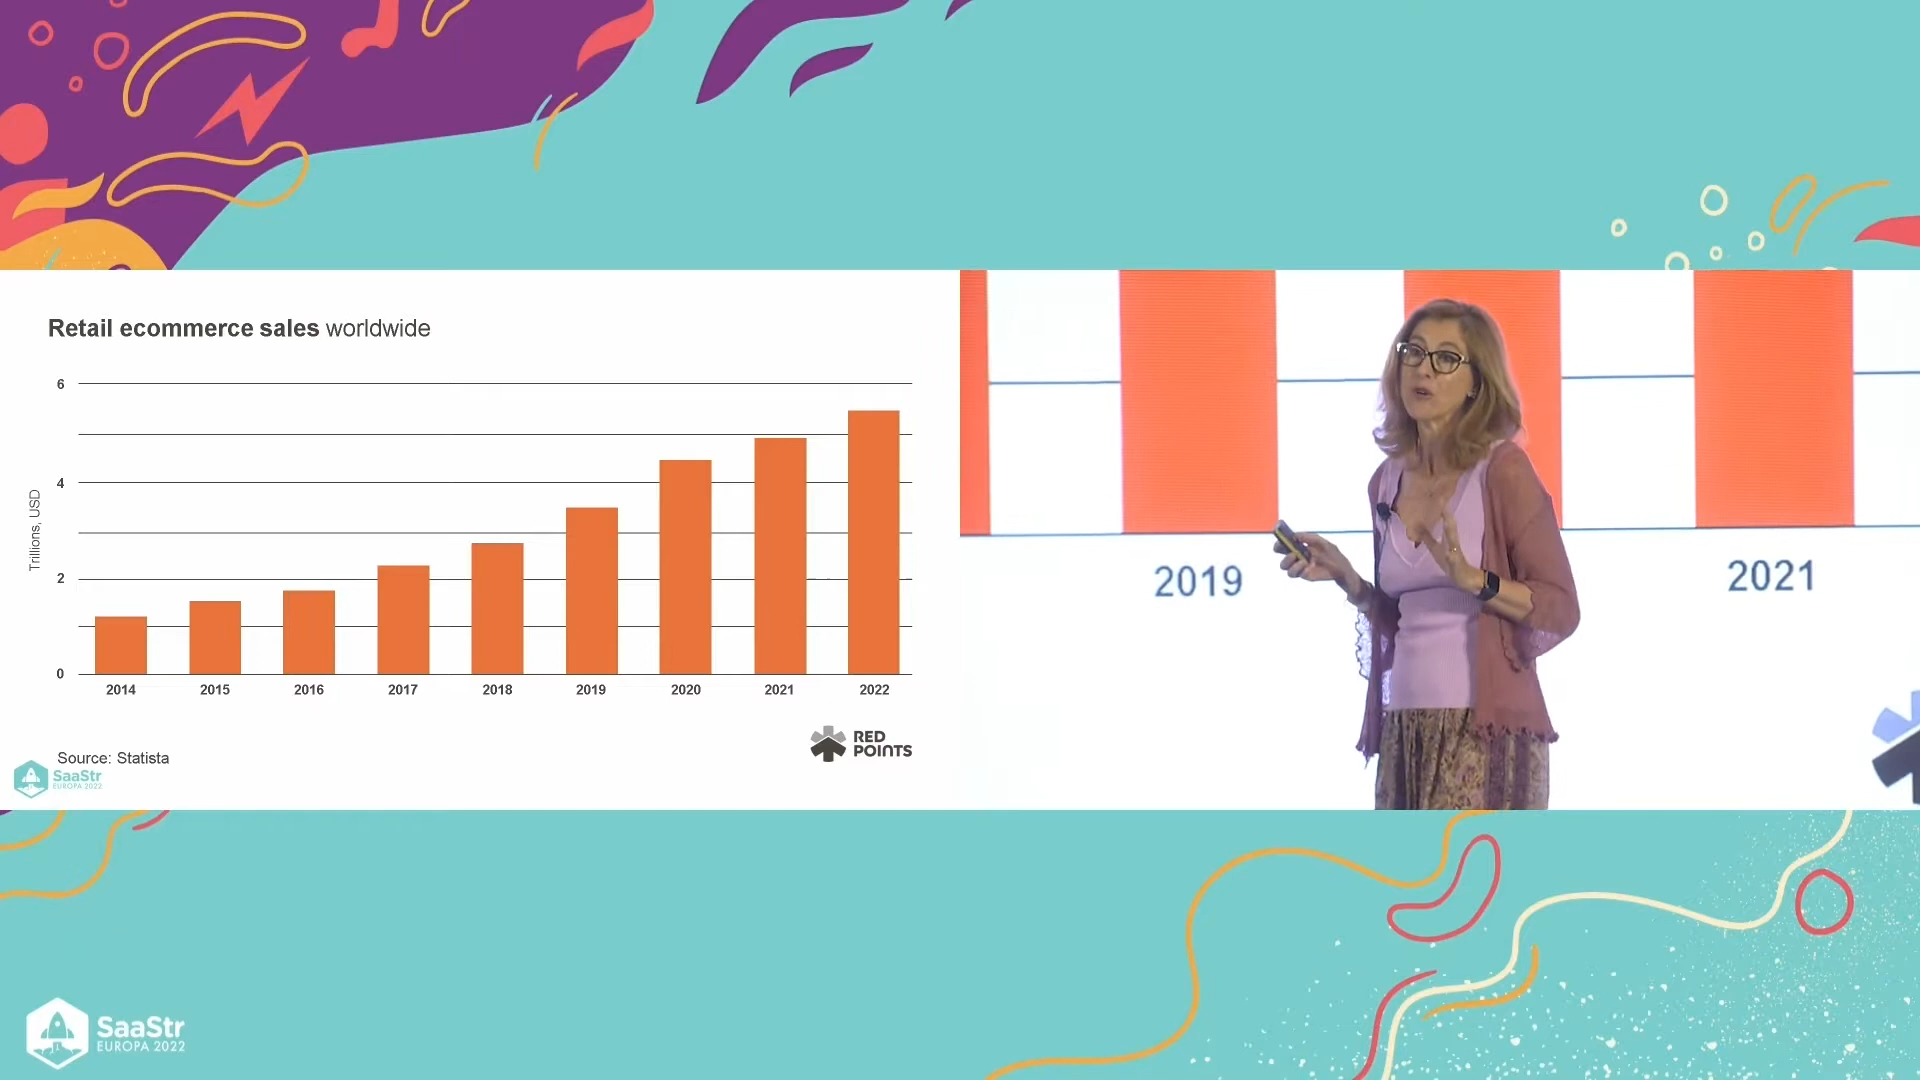 Retail ecommerce sales worldwide
6
4
2
0
Trillions, USD
2014 2015 2016 2017 2018 2019 2020 2021 2022
Source: Statista
SaaStr
EUROPA 2022
RED
POINTS
2019
2021
SaaStr
EUROPA 2022